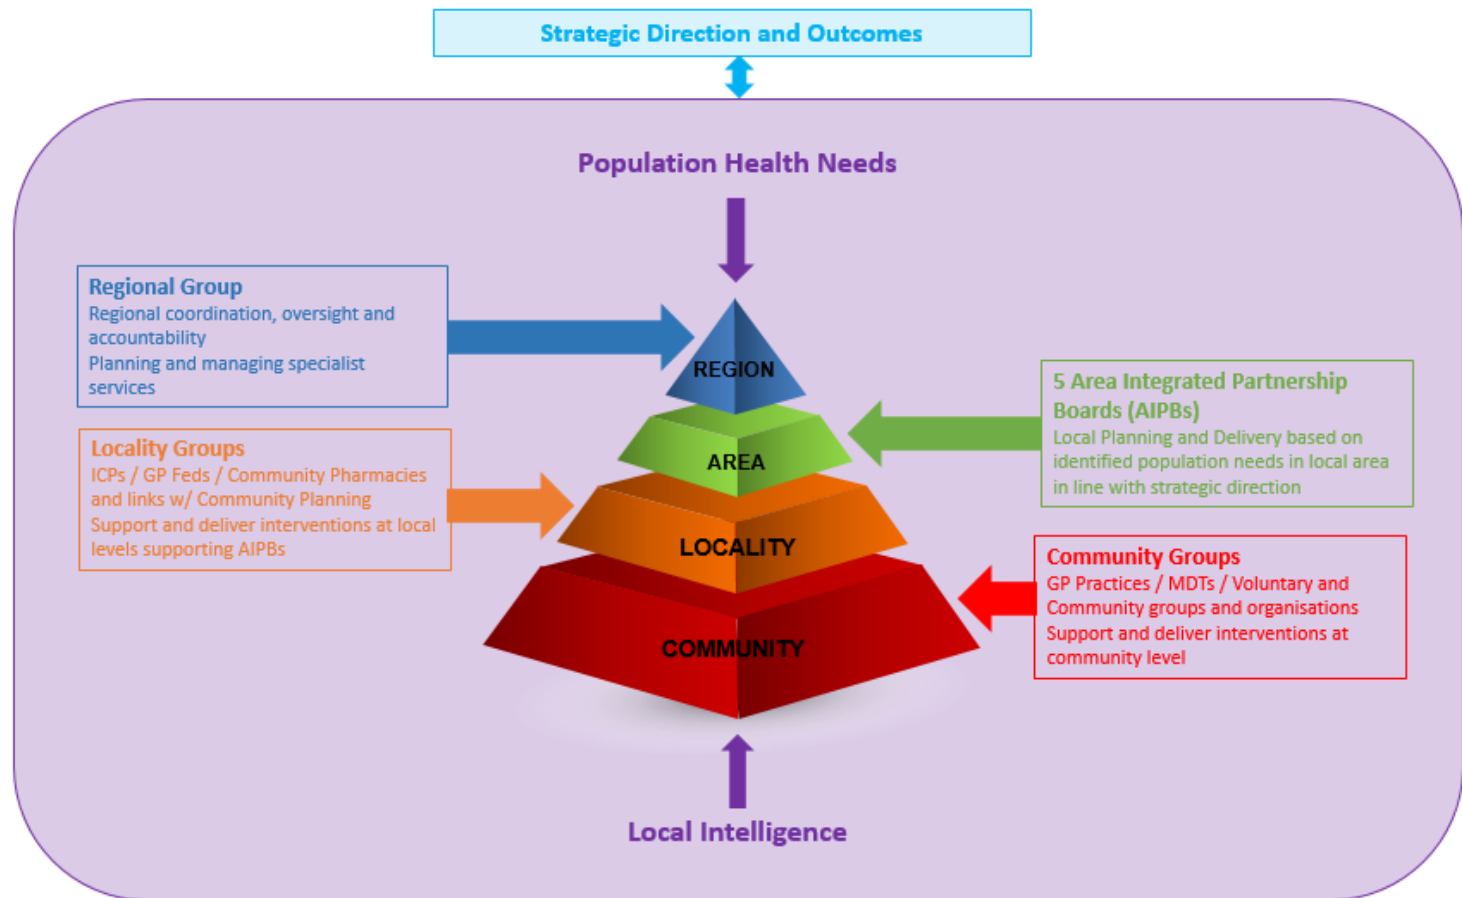 Strategic Direction and Outcomes
Population Health Needs
Regional Group
Regional coordination, oversight and
accountability
Planning and managing specialist
services
REGION
5 Area Integrated Partnership
Boards (AIPBs)
Local Planning and Delivery based on
identified population needs in local area
in line with strategic direction
AREA
Locality Groups
ICPs / GP Feds / Community Pharmacies
and links w/ Community Planning
Support and deliver interventions at local
levels supporting AIPBs
LOCALITY
Community Groups
GP Practices / MDTs / Voluntary and
Community groups and organisations
Support and deliver interventions at
community level
COMMUNITY
Local Intelligence